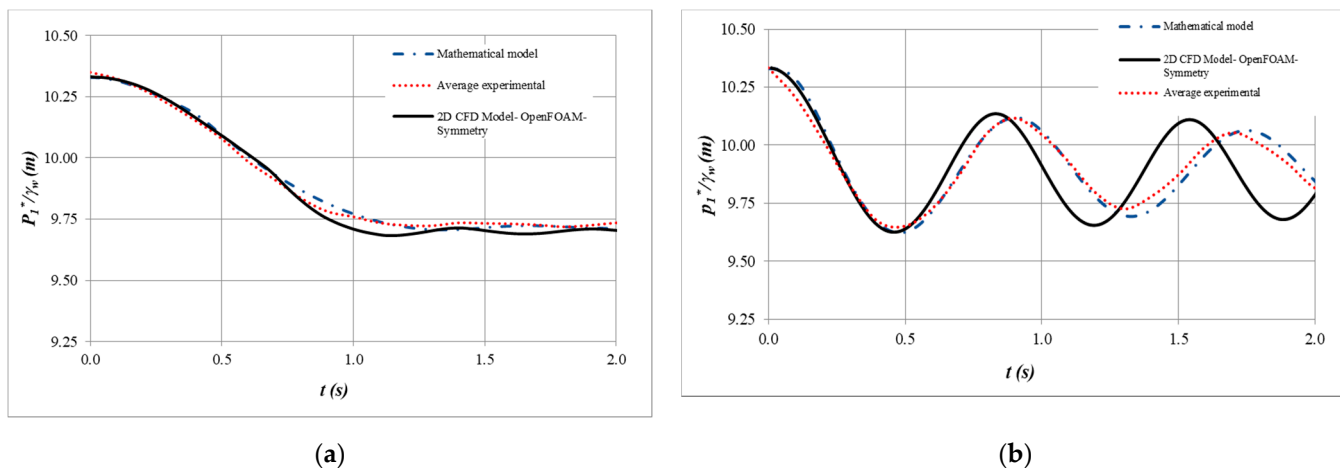 10.50
10.25
10.00
9.75
9.50
9.25
P₁*/γw (m)
Mathematical model
Average experimental
2D CFD Model- OpenFOAM-
Symmetry
0.0 0.5 1.0 1.5 2.0
t (s)
(a)
10.50
10.25
10.00
9.75
9.50
9.25
p₁*/γw (m)
Mathematical model
2D CFD Model- OpenFOAM-
Symmetry
Average experimental
0.0 0.5 1.0 1.5 2.0
t (s)
(b)